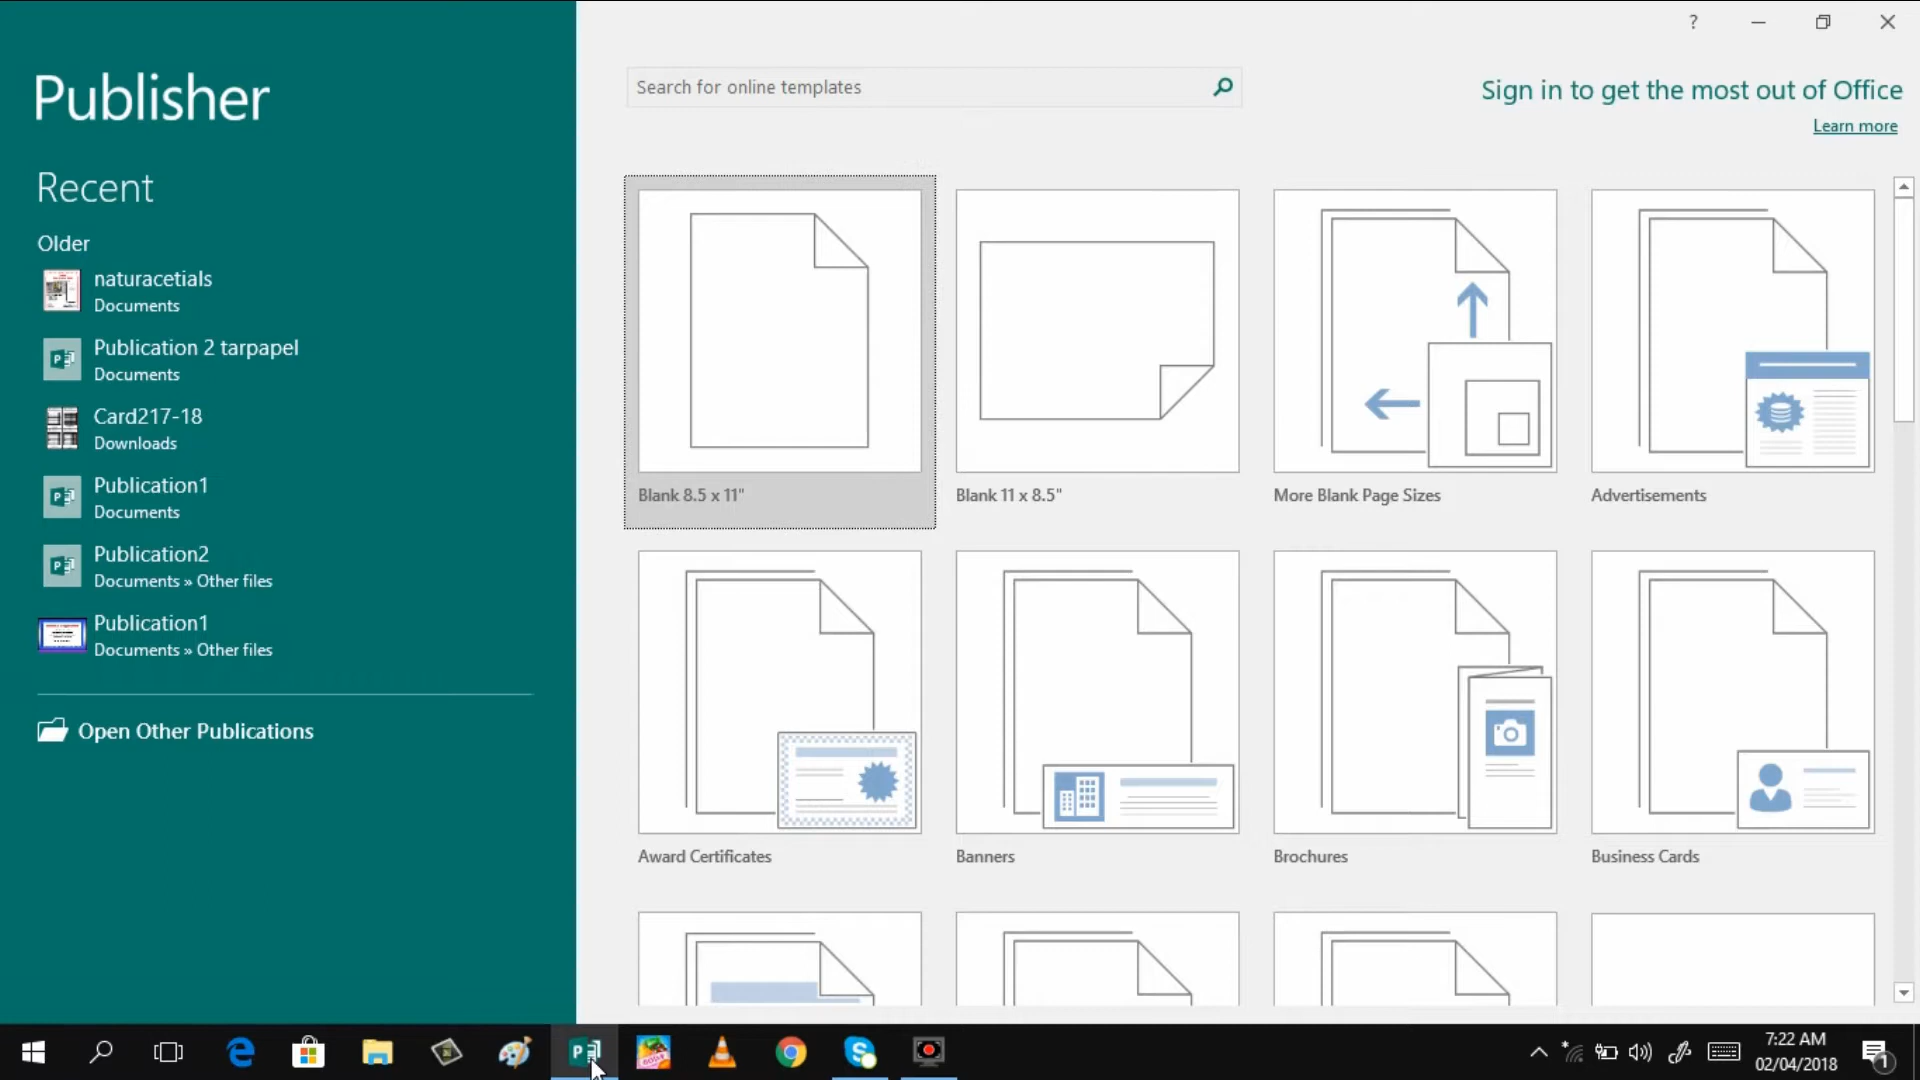 ?
Publisher
Search for online templates
Sign in to get the most out of Office
Learn more
Recent
Older
naturacetials
Documents
Publication 2 tarpapel
Documents
Card217-18
Downloads
Publication1
Documents
Publication2
Documents » Other files
Publication1
Documents » Other files
Open Other Publications
Blank 8.5 x 11"
Blank 11 x 8.5"
More Blank Page Sizes
Advertisements
Award Certificates
Banners
Brochures
Business Cards
7:22 AM
02/04/2018
1